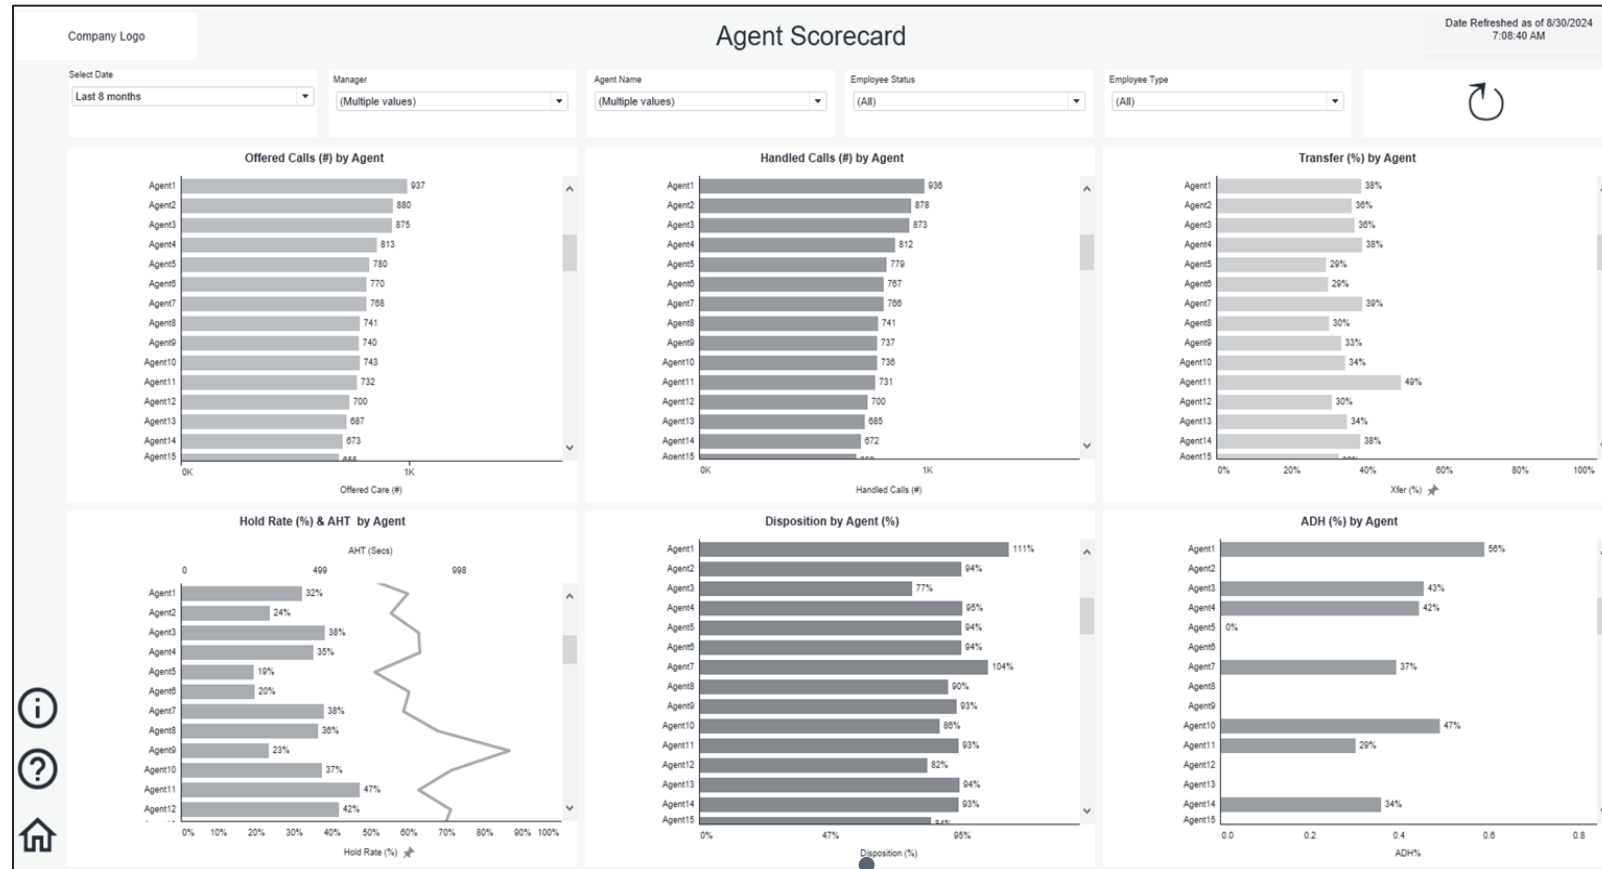 Company Logo
Agent Scorecard
Date Refreshed as of 8/30/2024
7:08:40 AM
Select Date
Last 8 months
Manager
(Multiple values)
Agent Name
(Multiple values)
Employee Status
(All)
Employee Type
(All)
Offered Calls (#) by Agent
Agent1 937
Agent2 880
Agent3 875
Agent4 813
Agent5 780
Agent6 770
Agent7 768
Agent8 741
Agent9 740
Agent10 743
Agent11 732
Agent12 700
Agent13 687
Agent14 673
Agent15
0K 1K
Offered Care (#)
Handled Calls (#) by Agent
Agent1 936
Agent2 878
Agent3 873
Agent4 812
Agent5 779
Agent6 767
Agent7 766
Agent8 741
Agent9 737
Agent10 736
Agent11 731
Agent12 700
Agent13 685
Agent14 672
Agent15
0K 1K
Handled Calls (#)
Transfer (%) by Agent
Agent1 38%
Agent2 36%
Agent3 36%
Agent4 38%
Agent5 29%
Agent6 29%
Agent7 39%
Agent8 30%
Agent9 33%
Agent10 34%
Agent11 49%
Agent12 30%
Agent13 34%
Agent14 38%
Agent15
0% 20% 40% 60% 80% 100%
Xfer (%)
Hold Rate (%) & AHT by Agent
AHT (Secs)
0 499 998
Agent1 32%
Agent2 24%
Agent3 38%
Agent4 35%
Agent5 19%
Agent6 20%
Agent7 38%
Agent8 36%
Agent9 23%
Agent10 37%
Agent11 47%
Agent12 42%
0% 10% 20% 30% 40% 50% 60% 70% 80% 90% 100%
Hold Rate (%)
Disposition by Agent (%)
Agent1 111%
Agent2 94%
Agent3 77%
Agent4 95%
Agent5 94%
Agent6 94%
Agent7 104%
Agent8 90%
Agent9 93%
Agent10 86%
Agent11 93%
Agent12 82%
Agent13 94%
Agent14 93%
Agent15
0% 47% 95%
Disposition (%)
ADH (%) by Agent
Agent1 56%
Agent2
Agent3 43%
Agent4 42%
Agent5 0%
Agent6
Agent7 37%
Agent8
Agent9
Agent10 47%
Agent11 29%
Agent12
Agent13
Agent14 34%
Agent15
0.0 0.2 0.4 0.6 0.8
ADH%